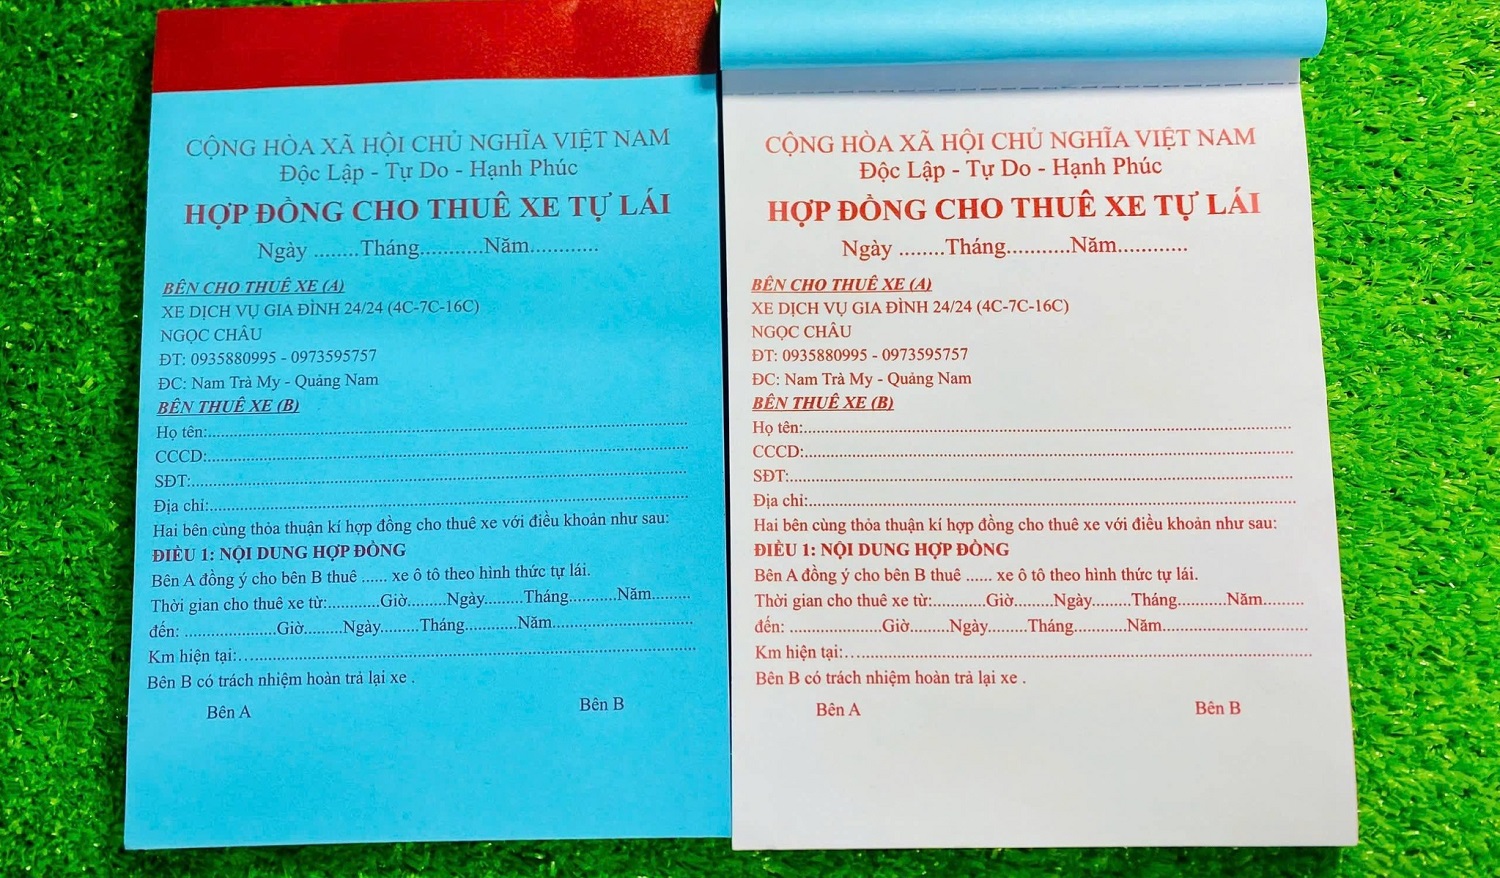 CỘNG HÒA XÃ HỘI CHỦ NGHĨA VIỆT NAM
Độc Lập - Tự Do - Hạnh Phúc
HỢP ĐỒNG CHO THUÊ XE TỰ LÁI
Ngày ........Tháng...........Năm............
BÊN CHO THUÊ XE (A)
XE DỊCH VỤ GIA ĐÌNH 24/24 (4C-7C-16C)
NGỌC CHÂU
ĐT: 0935880995 - 0973595757
ĐC: Nam Trà My - Quảng Nam
BÊN THUÊ XE (B)
Họ tên:....................
CCCD:....................
SĐT:....................
Địa chỉ:....................
Hai bên cùng thỏa thuận kí hợp đồng cho thuê xe với điều khoản như sau:
ĐIỀU 1: NỘI DUNG HỢP ĐỒNG
Bên A đồng ý cho bên B thuê ...... xe ô tô theo hình thức tự lái.
Thời gian cho thuê xe từ:............Giờ.........Ngày.........Tháng...........Năm.........
đến: .....................Giờ.........Ngày.........Tháng............Năm....................
Km hiện tại:....................
Bên B có trách nhiệm hoàn trả lại xe .
Bên A Bên B
CỘNG HÒA XÃ HỘI CHỦ NGHĨA VIỆT NAM
Độc Lập - Tự Do - Hạnh Phúc
HỢP ĐỒNG CHO THUÊ XE TỰ LÁI
Ngày ........Tháng...........Năm............
BÊN CHO THUÊ XE (A)
XE DỊCH VỤ GIA ĐÌNH 24/24 (4C-7C-16C)
NGỌC CHÂU
ĐT: 0935880995 - 0973595757
ĐC: Nam Trà My - Quảng Nam
BÊN THUÊ XE (B)
Họ tên:....................
CCCD:....................
SĐT:....................
Địa chỉ:....................
Hai bên cùng thỏa thuận kí hợp đồng cho thuê xe với điều khoản như sau:
ĐIỀU 1: NỘI DUNG HỢP ĐỒNG
Bên A đồng ý cho bên B thuê ...... xe ô tô theo hình thức tự lái.
Thời gian cho thuê xe từ:............Giờ.........Ngày.........Tháng...........Năm.........
đến: .....................Giờ.........Ngày.........Tháng............Năm....................
Km hiện tại:....................
Bên B có trách nhiệm hoàn trả lại xe .
Bên A Bên B